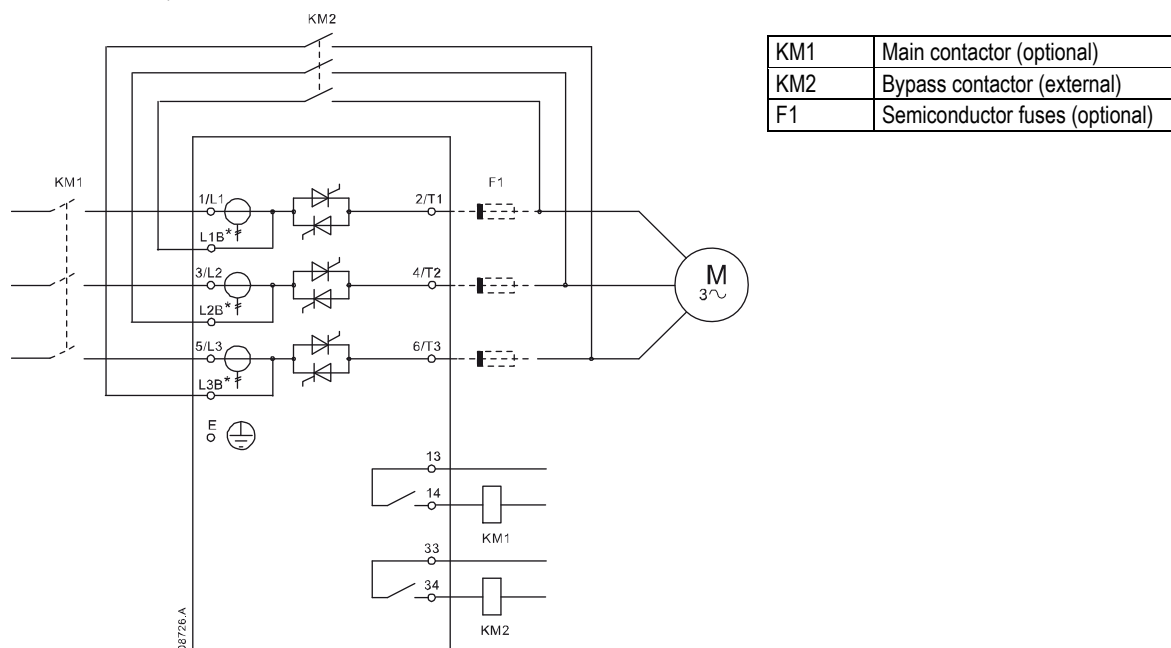 KM2
KM1 Main contactor (optional)
KM2 Bypass contactor (external)
F1 Semiconductor fuses (optional)
KM1
F1
1/L1
2/T1
L1B*
3/L2
4/T2
M
3~
L2B*
5/L3
6/T3
L3B*
E
13
14
KM1
33
34
KM2
08726.A